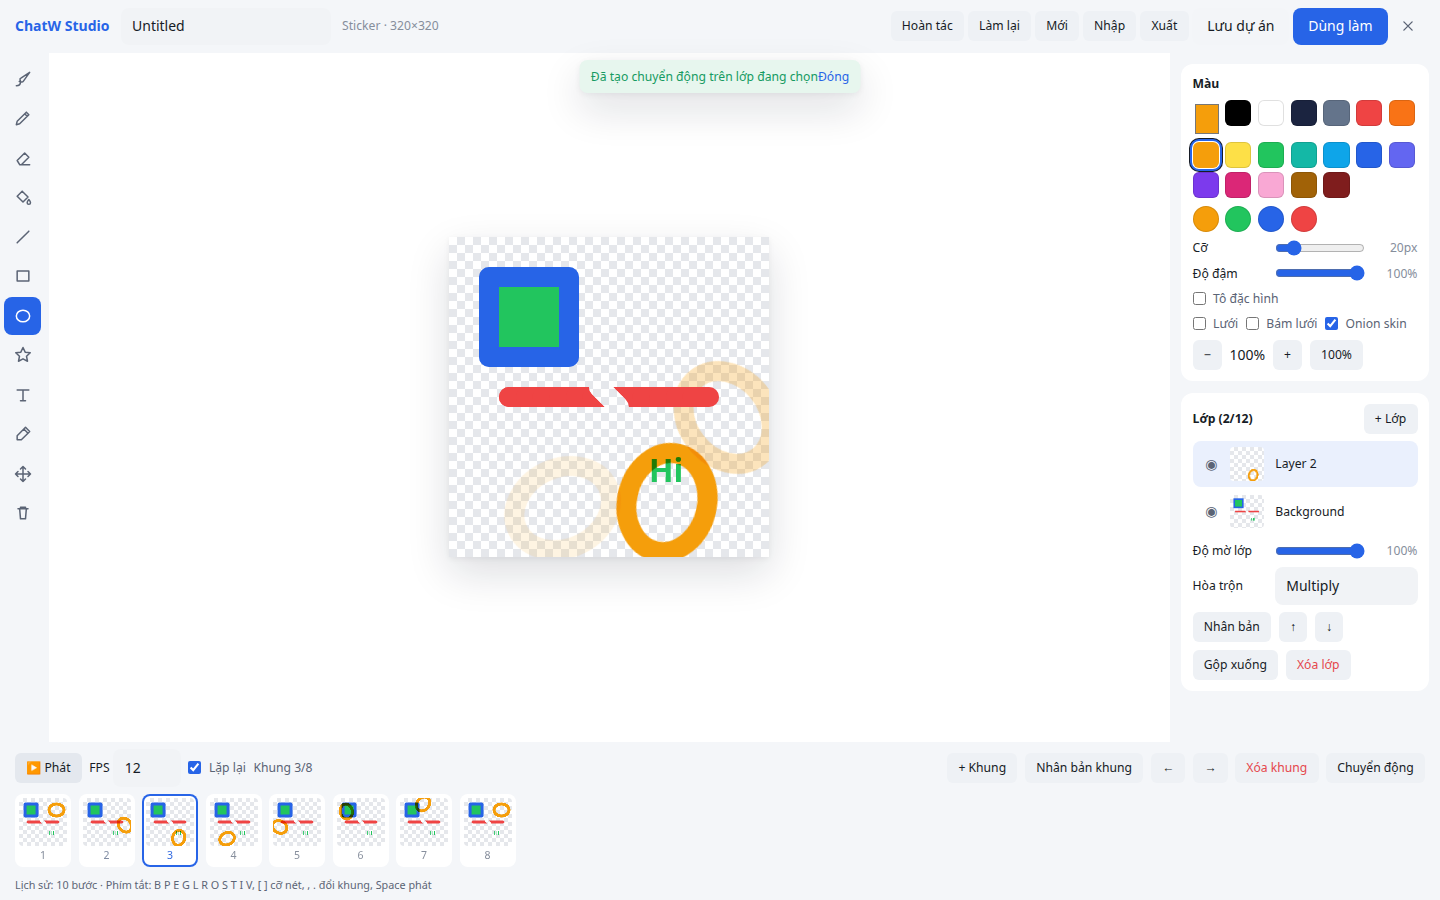 ChatW Studio
Untitled
Sticker · 320×320
Hoàn tác
Làm lại
Mới
Nhập
Xuất
Lưu dự án
Dùng làm
Đã tạo chuyển động trên lớp đang chọnĐóng
Màu
Cỡ
20px
Độ đậm
100%
Tô đặc hình
Lưới
Bám lưới
Onion skin
−
100%
+
100%
Hi
Lớp (2/12)
+ Lớp
Layer 2
Background
Độ mờ lớp
100%
Hòa trộn
Multiply
Nhân bản
↑
↓
Gộp xuống
Xóa lớp
Phát
FPS
12
Lặp lại
Khung 3/8
+ Khung
Nhân bản khung
←
→
Xóa khung
Chuyển động
1
2
3
4
5
6
7
8
Lịch sử: 10 bước · Phím tắt: B P E G L R O S T I V, [ ] cỡ nét, , . đổi khung, Space phát